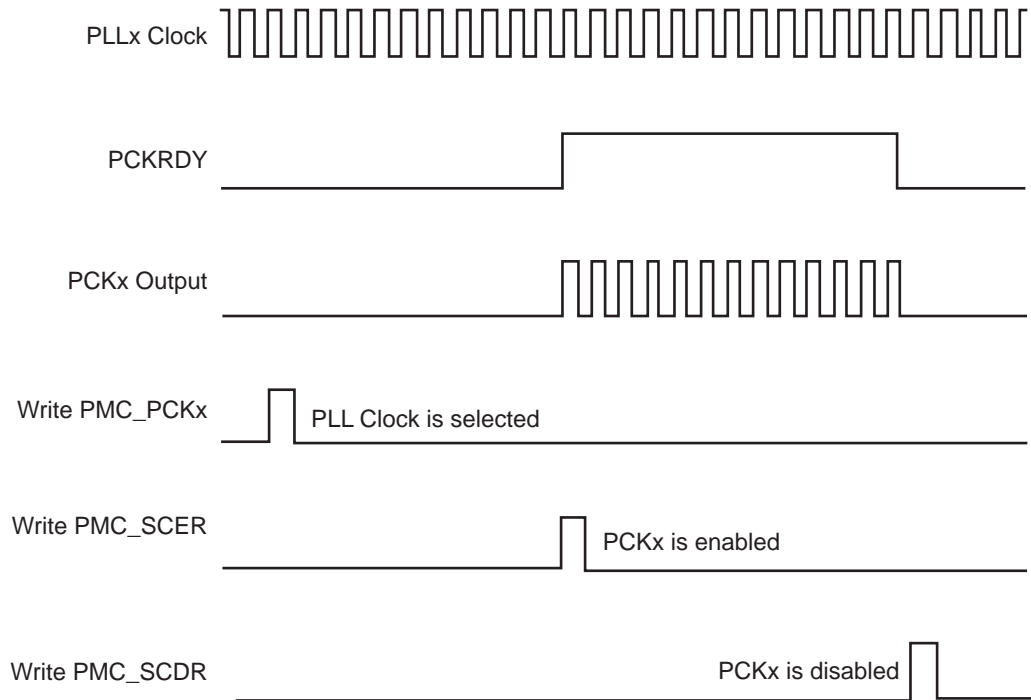 PLLx Clock
PCKRDY
PCKx Output
Write PMC_PCKx
PLL Clock is selected
Write PMC_SCER
PCKx is enabled
Write PMC_SCDR
PCKx is disabled